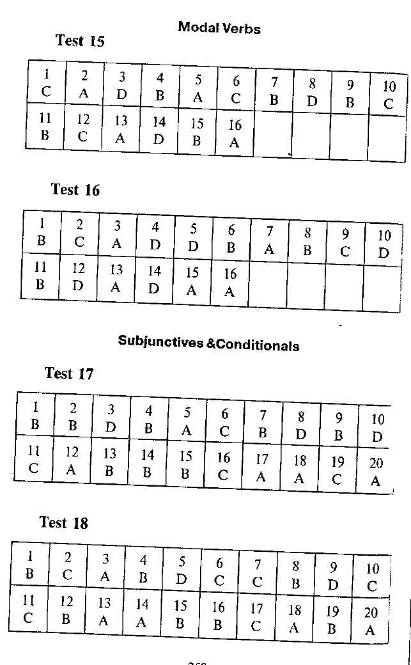 Modal Verbs
Test 15
1 2 3 4 5 6 7 8 9 10
C A D B A C B D B C
11 12 13 14 15 16
B C A D B A
Test 16
1 2 3 4 5 6 7 8 9 10
B C A D D B A B C D
11 12 13 14 15 16
B D A D A A
Subjunctives &Conditionals
Test 17
1 2 3 4 5 6 7 8 9 10
B B D B A C B D B D
11 12 13 14 15 16 17 18 19 20
C A B B B C A A C A
Test 18
1 2 3 4 5 6 7 8 9 10
B C A B D C C B D C
11 12 13 14 15 16 17 18 19 20
C B A A B B C A B A